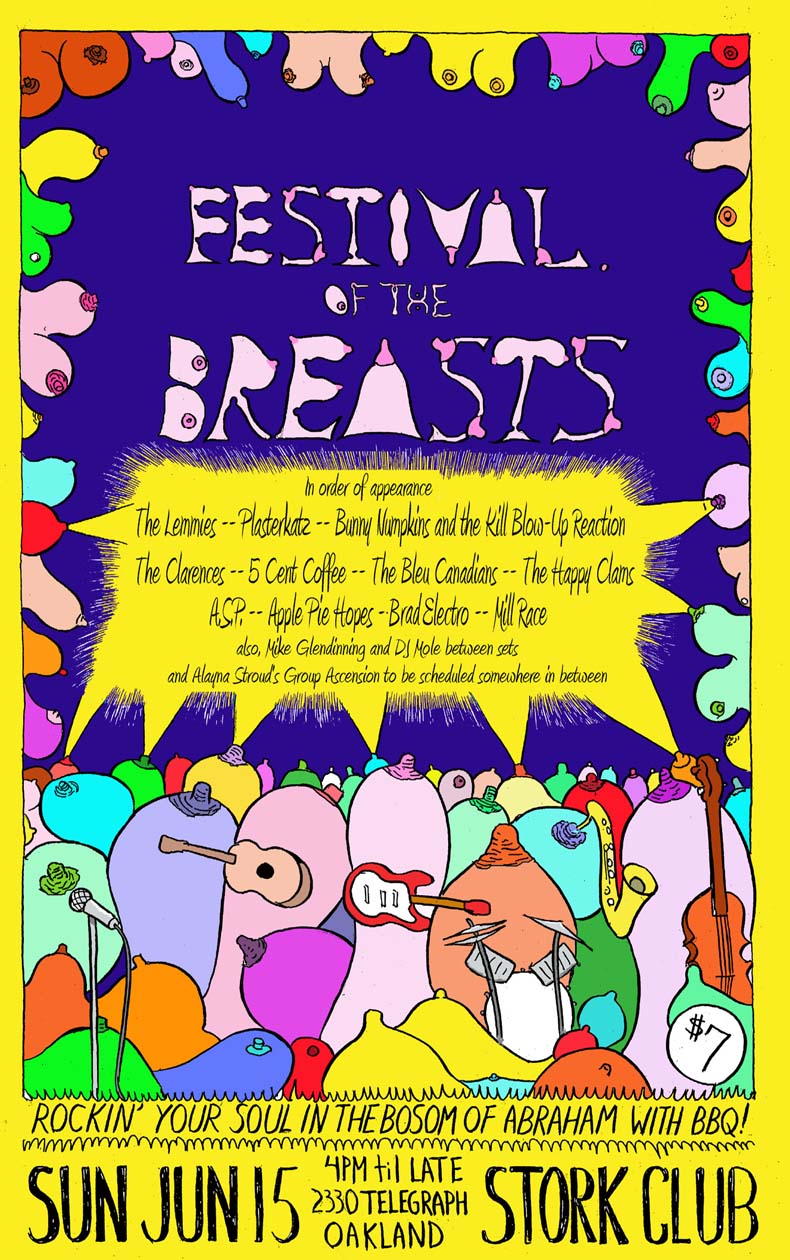 FESTIVAL.
OF THE
BREASTS
In order of appearance
The Lemmies -- Plasterkatz -- Bunny Numpkins and the Kill Blow-Up Reaction
The Clarences -- 5 Cent Coffee -- The Bleu Canadians -- The Happy Clams
A.S.P. -- Apple Pie Hopes -Brad Electro -- Mill Race
also, Mike Glendinning and DJ Mole between sets
and Alayna Stroud's Group Ascension to be scheduled somewhere in between
$7
ROCKIN' YOUR SOUL IN THE BOSOM OF ABRAHAM WITH BBQ!
SUN JUN 15
4PM til LATE
2330 TELEGRAPH
OAKLAND
STORK CLUB